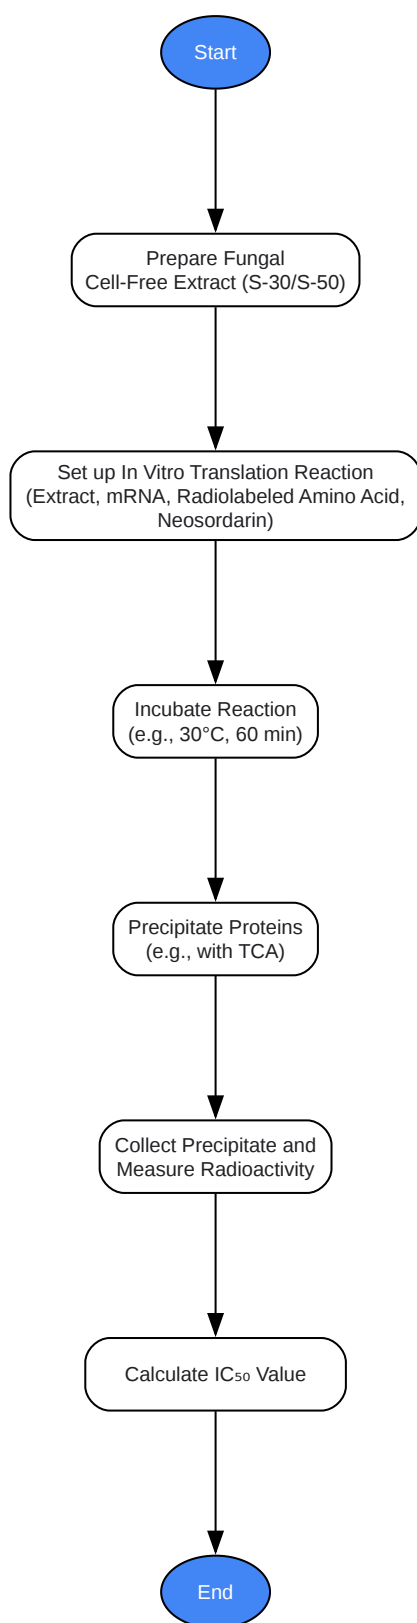 Start
Prepare Fungal
Cell-Free Extract (S-30/S-50)
Set up In Vitro Translation Reaction
(Extract, mRNA, Radiolabeled Amino Acid,
Neosordarin)
Incubate Reaction
(e.g., 30°C, 60 min)
Precipitate Proteins
(e.g., with TCA)
Collect Precipitate and
Measure Radioactivity
Calculate IC₅₀ Value
End